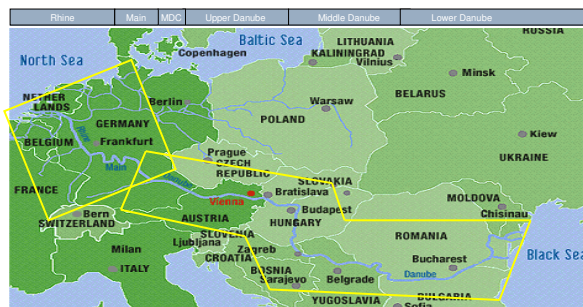 Rhine Main MDC Upper Danube Middle Danube Lower Danube
RUSSIA
LITHUANIA
Baltic Sea
Copenhagen
KALININGRAD
Vilnius
North Sea
Minsk
NETHER
LANDS
Berlin
BELARUS
Warsaw
GERMANY
POLAND
Rhine
Kiew
BELGIUM
Frankfurt
Prague
CZECH
REPUBLIC
UKRAINE
Main
Danube
SLOVAKIA
FRANCE
Vienna
Bratislava
MOLDOVA
Bern
Budapest
Chisinau
SWITZERLAND
AUSTRIA
HUNGARY
SLOVENIA
ROMANIA
Milan
Ljubljana
Zagreb
Black Sea
CROATIA
Bucharest
ITALY
BOSNIA
Belgrade
Danube
Sarajevo
YUGOSLAVIA
BULGARIA
Sofia